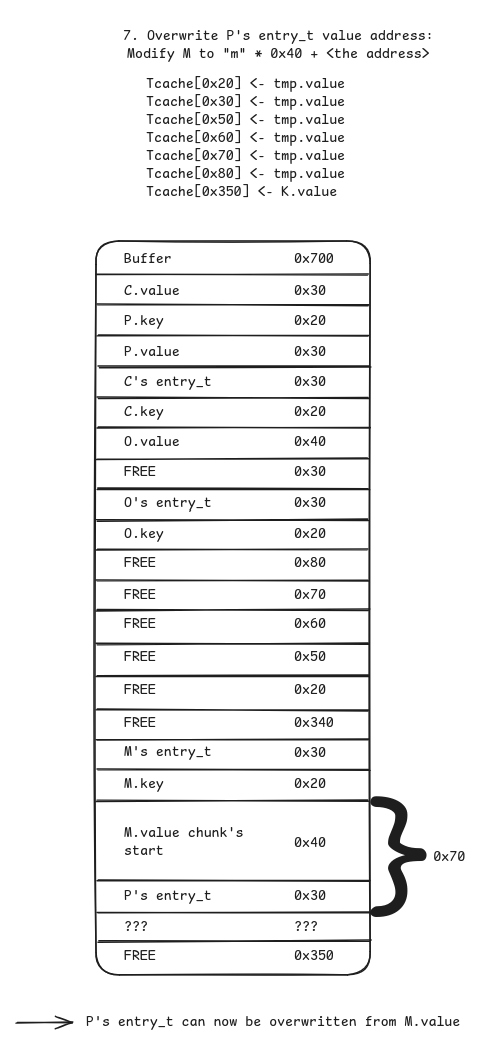 7. Overwrite P's entry_t value address:
Modify M to "m" * 0x40 + <the address>
Tcache[0x20] <- tmp.value
Tcache[0x30] <- tmp.value
Tcache[0x50] <- tmp.value
Tcache[0x60] <- tmp.value
Tcache[0x70] <- tmp.value
Tcache[0x80] <- tmp.value
Tcache[0x350] <- K.value
Buffer 0x700
C.value 0x30
P.key 0x20
P.value 0x30
C's entry_t 0x30
C.key 0x20
O.value 0x40
FREE 0x30
O's entry_t 0x30
O.key 0x20
FREE 0x80
FREE 0x70
FREE 0x60
FREE 0x50
FREE 0x20
FREE 0x340
M's entry_t 0x30
M.key 0x20
M.value chunk's
start 0x40
0x70
P's entry_t 0x30
??? ???
FREE 0x350
P's entry_t can now be overwritten from M.value